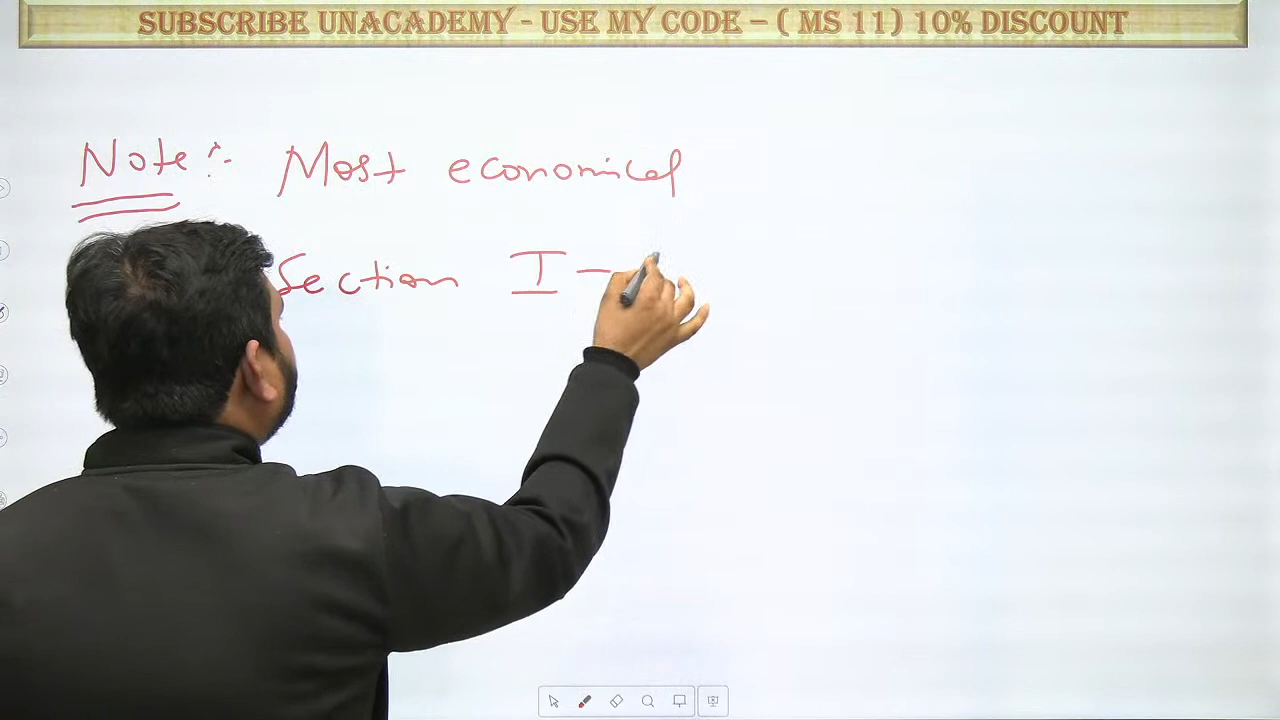 SUBSCRIBE UNACADEMY - USE MY CODE – ( MS 11) 10% DISCOUNT
Note :- Most economical
Section I -